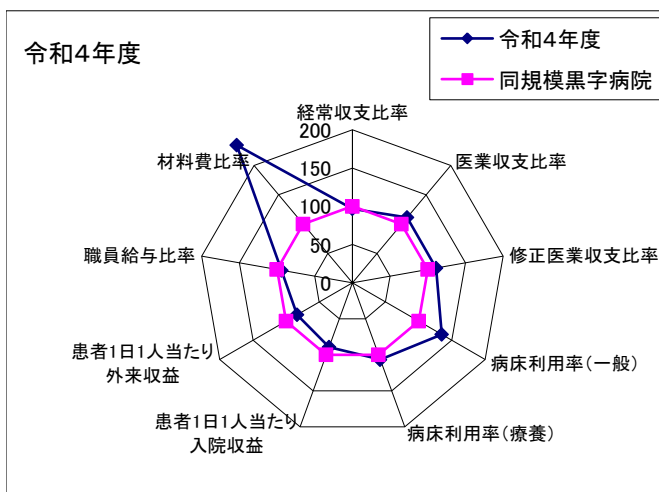 令和4年度
令和4年度
同規模黒字病院
経常収支比率
200
150
100
50
0
医業収支比率
修正医業収支比率
病床利用率(一般)
病床利用率(療養)
患者1日1人当たり
入院収益
患者1日1人当たり
外来収益
職員給与比率
材料費比率